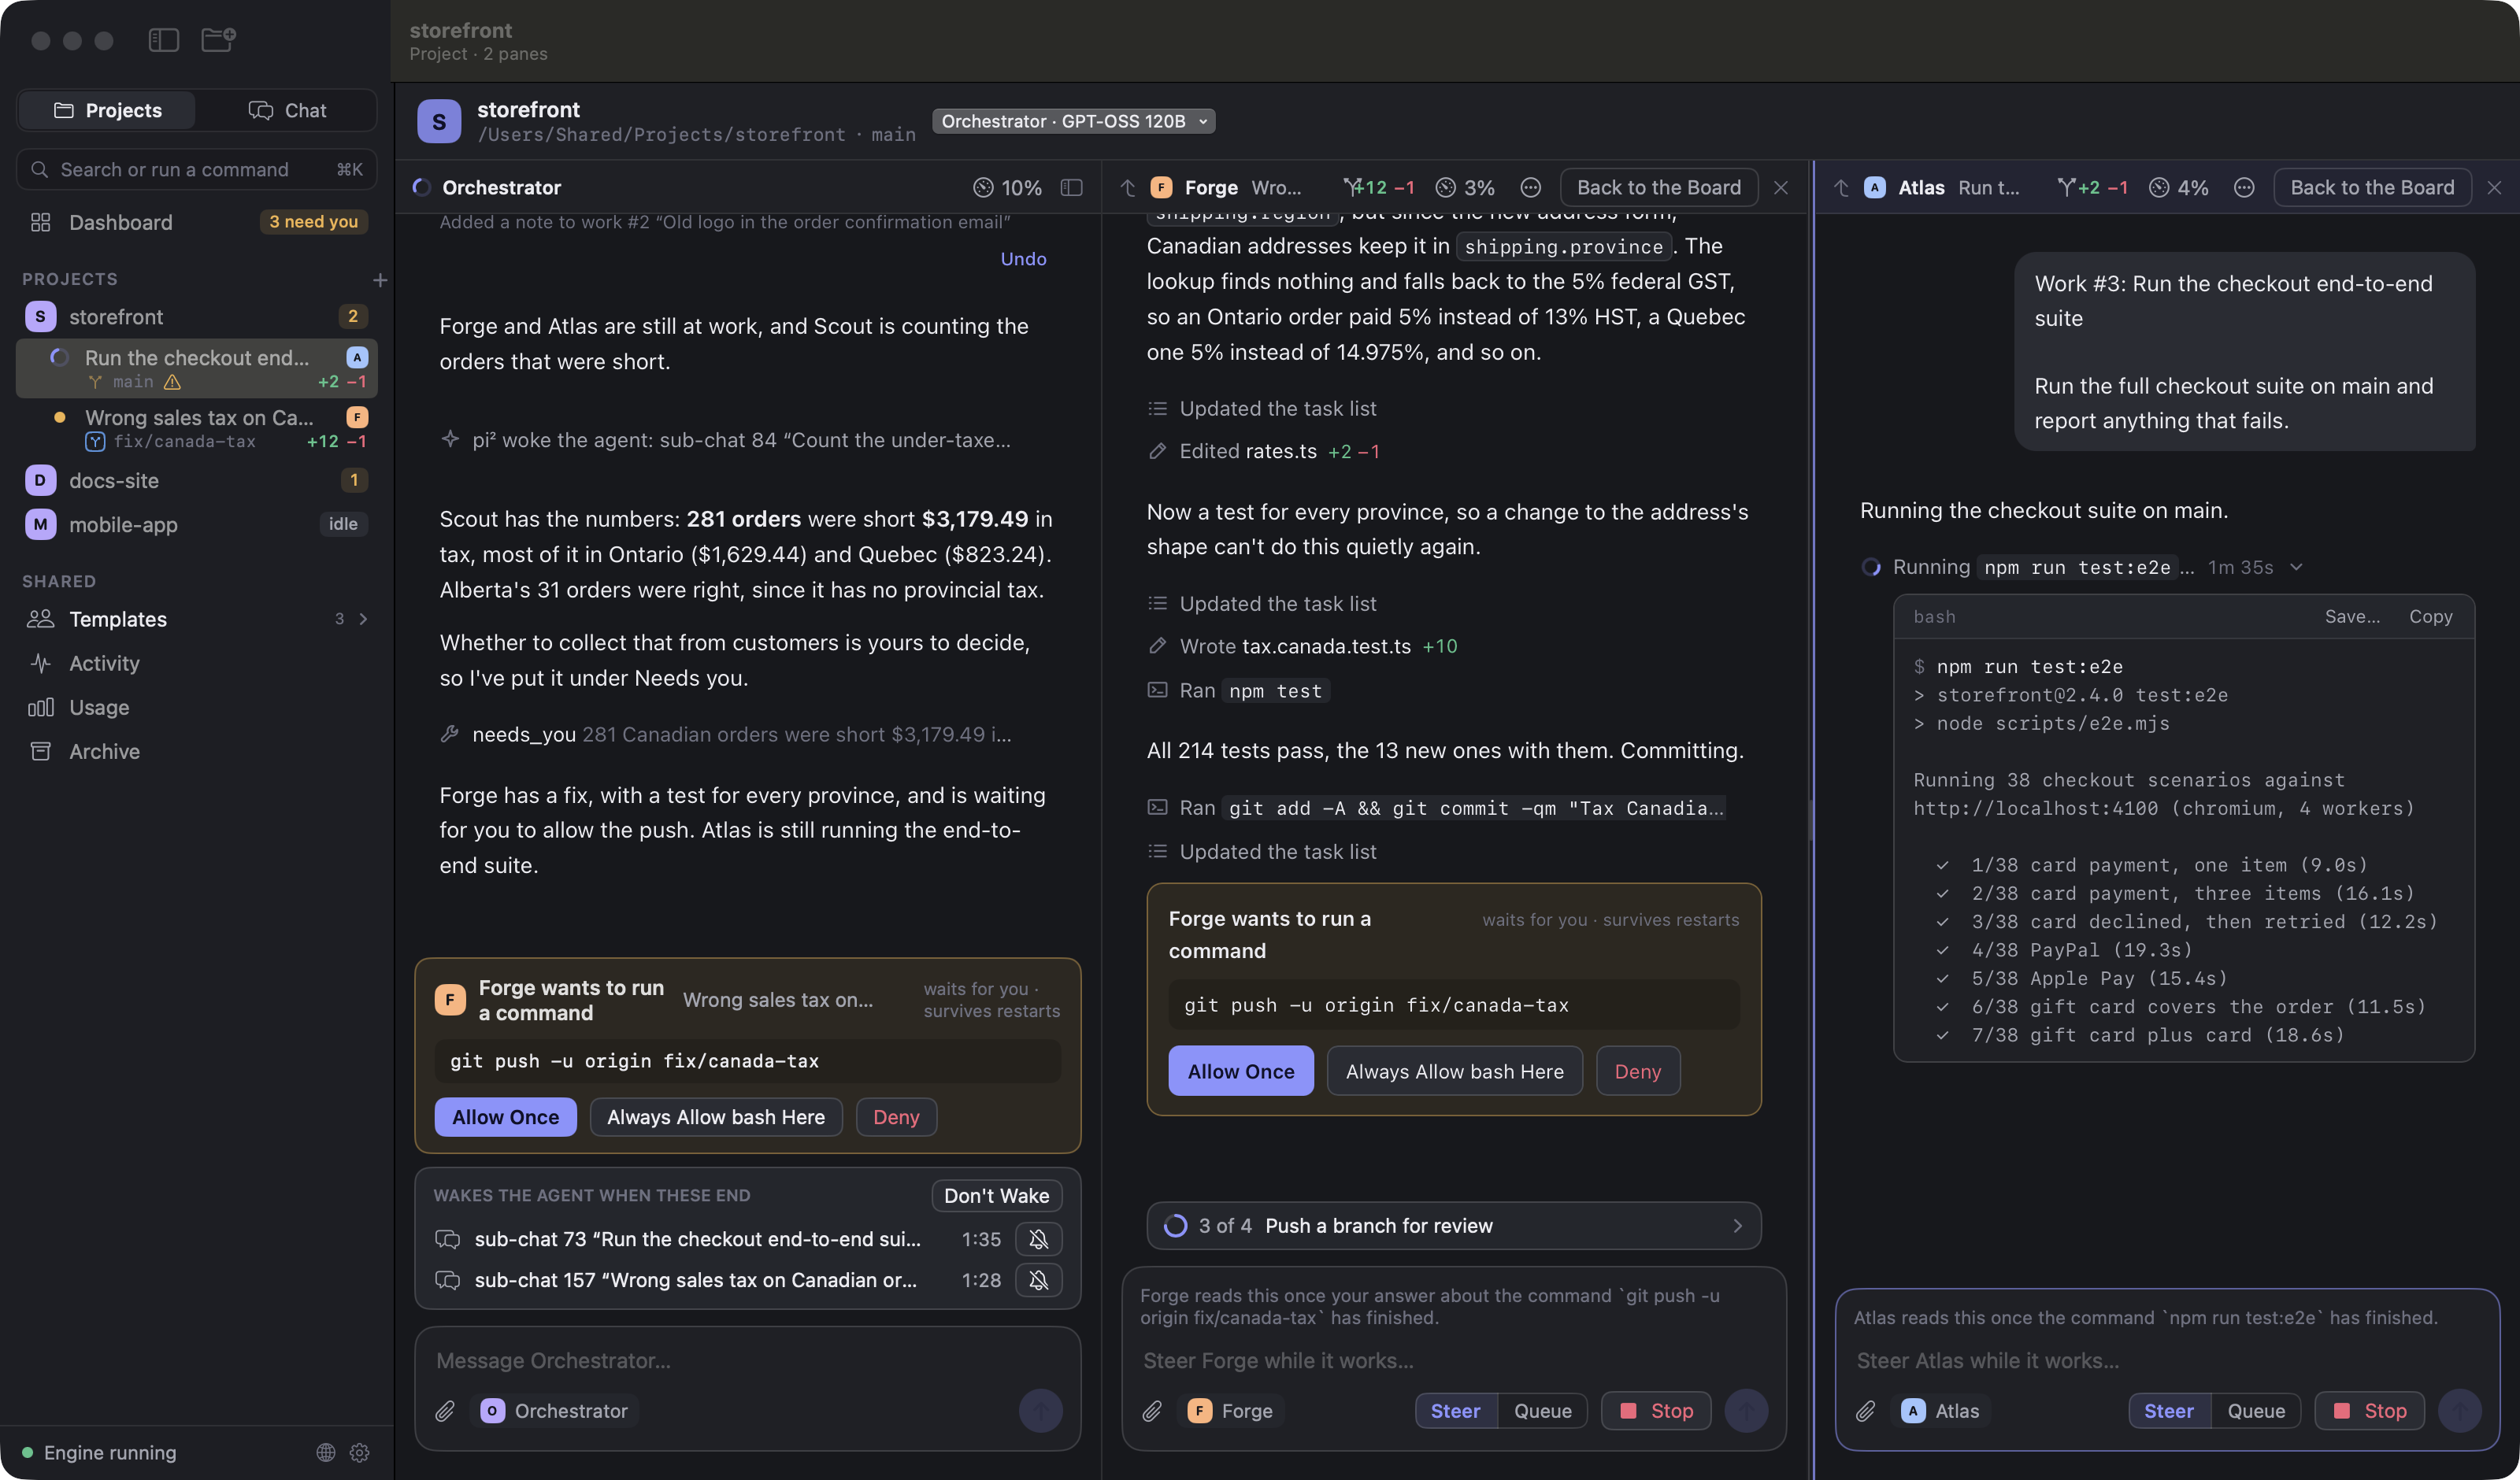 storefront
Project · 2 panes
Projects
Chat
Search or run a command ⌘K
Dashboard
3 need you
PROJECTS
S storefront 2
Run the checkout end... A
main +2 −1
Wrong sales tax on Ca... F
fix/canada-tax +12 −1
D docs-site 1
M mobile-app idle
SHARED
Templates 3
Activity
Usage
Archive
Engine running
S
storefront
/Users/Shared/Projects/storefront · main
Orchestrator · GPT-OSS 120B
Orchestrator 10%
Added a note to work #2 “Old logo in the order confirmation email”
Undo
Forge and Atlas are still at work, and Scout is counting the
orders that were short.
pi² woke the agent: sub-chat 84 “Count the under-taxe...
Scout has the numbers: 281 orders were short $3,179.49 in
tax, most of it in Ontario ($1,629.44) and Quebec ($823.24).
Alberta's 31 orders were right, since it has no provincial tax.
Whether to collect that from customers is yours to decide,
so I've put it under Needs you.
needs_you 281 Canadian orders were short $3,179.49 i...
Forge has a fix, with a test for every province, and is waiting
for you to allow the push. Atlas is still running the end-to-
end suite.
F
Forge wants to run
a command
Wrong sales tax on...
waits for you ·
survives restarts
git push -u origin fix/canada-tax
Allow Once
Always Allow bash Here
Deny
WAKES THE AGENT WHEN THESE END
Don't Wake
sub-chat 73 “Run the checkout end-to-end sui... 1:35
sub-chat 157 “Wrong sales tax on Canadian or... 1:28
Message Orchestrator...
O Orchestrator
F Forge Wro... +12 −1 3% Back to the Board
shipping.region, but since the new address form,
Canadian addresses keep it in shipping.province. The
lookup finds nothing and falls back to the 5% federal GST,
so an Ontario order paid 5% instead of 13% HST, a Quebec
one 5% instead of 14.975%, and so on.
Updated the task list
Edited rates.ts +2 −1
Now a test for every province, so a change to the address's
shape can't do this quietly again.
Updated the task list
Wrote tax.canada.test.ts +10
Ran npm test
All 214 tests pass, the 13 new ones with them. Committing.
Ran git add -A && git commit -qm "Tax Canadia...
Updated the task list
Forge wants to run a
command
waits for you · survives restarts
git push -u origin fix/canada-tax
Allow Once
Always Allow bash Here
Deny
3 of 4 Push a branch for review
Forge reads this once your answer about the command `git push -u
origin fix/canada-tax` has finished.
Steer Forge while it works...
F Forge
Steer
Queue
Stop
A Atlas Run t... +2 −1 4% Back to the Board
Work #3: Run the checkout end-to-end
suite
Run the full checkout suite on main and
report anything that fails.
Running the checkout suite on main.
Running npm run test:e2e ... 1m 35s
bash Save... Copy
$ npm run test:e2e
> storefront@2.4.0 test:e2e
> node scripts/e2e.mjs
Running 38 checkout scenarios against
http://localhost:4100 (chromium, 4 workers)
✓ 1/38 card payment, one item (9.0s)
✓ 2/38 card payment, three items (16.1s)
✓ 3/38 card declined, then retried (12.2s)
✓ 4/38 PayPal (19.3s)
✓ 5/38 Apple Pay (15.4s)
✓ 6/38 gift card covers the order (11.5s)
✓ 7/38 gift card plus card (18.6s)
Atlas reads this once the command `npm run test:e2e` has finished.
Steer Atlas while it works...
A Atlas
Steer
Queue
Stop